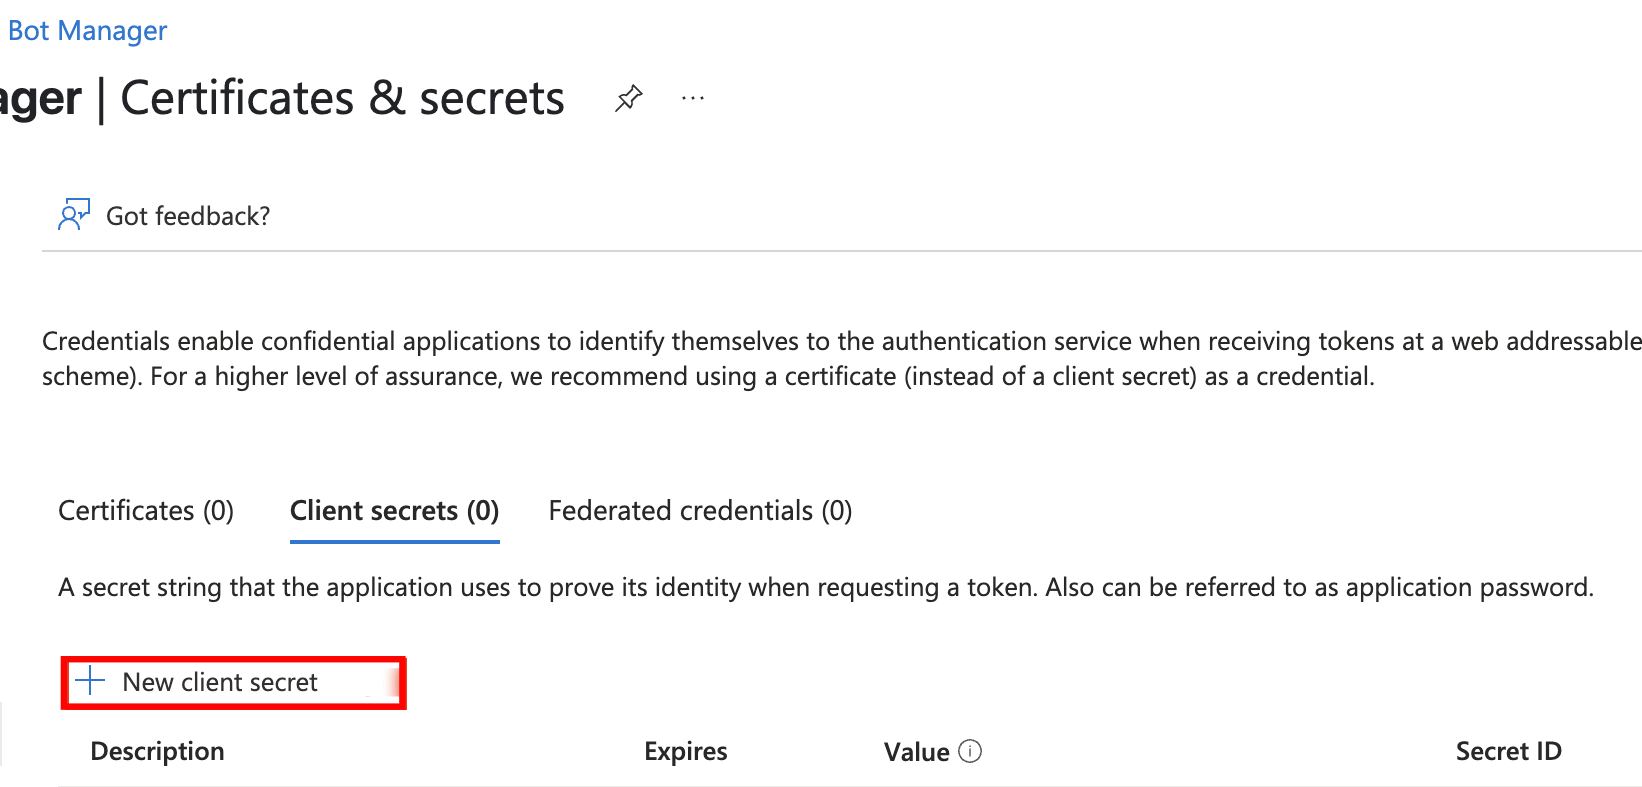 Bot Manager
ager | Certificates & secrets
Got feedback?
Credentials enable confidential applications to identify themselves to the authentication service when receiving tokens at a web addressable
scheme). For a higher level of assurance, we recommend using a certificate (instead of a client secret) as a credential.
Certificates (0) Client secrets (0) Federated credentials (0)
A secret string that the application uses to prove its identity when requesting a token. Also can be referred to as application password.
New client secret
Description Expires Value Secret ID